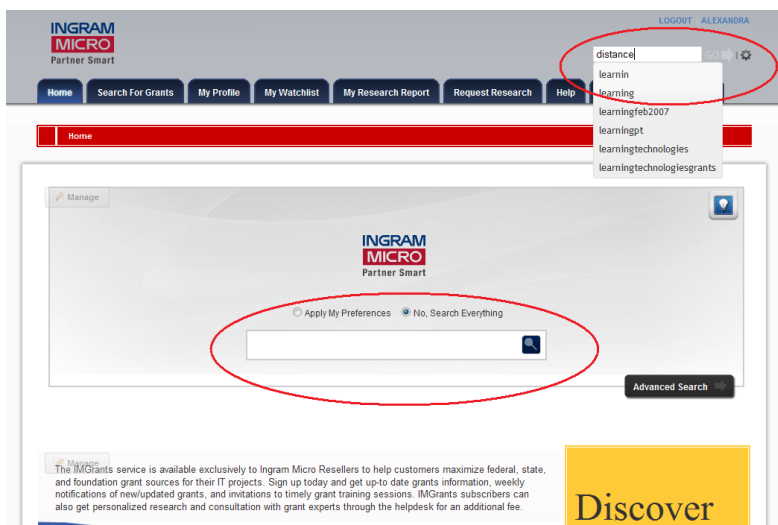 LOGOUT ALEXANDRA
INGRAM
MICRO
Partner Smart
distance
GO
Home Search For Grants My Profile My Watchlist My Research Report Request Research Help
learnin
learning
learningfeb2007
learningpt
learningtechnologies
learningtechnologiesgrants
Home
Manage
INGRAM
MICRO
Partner Smart
Apply My Preferences No, Search Everything
Advanced Search
Manage
The IMGrants service is available exclusively to Ingram Micro Resellers to help customers maximize federal, state,
and foundation grant sources for their IT projects. Sign up today and get up-to date grants information, weekly
notifications of new/updated grants, and invitations to timely grant training sessions. IMGrants subscribers can
also get personalized research and consultation with grant experts through the helpdesk for an additional fee.
Discover